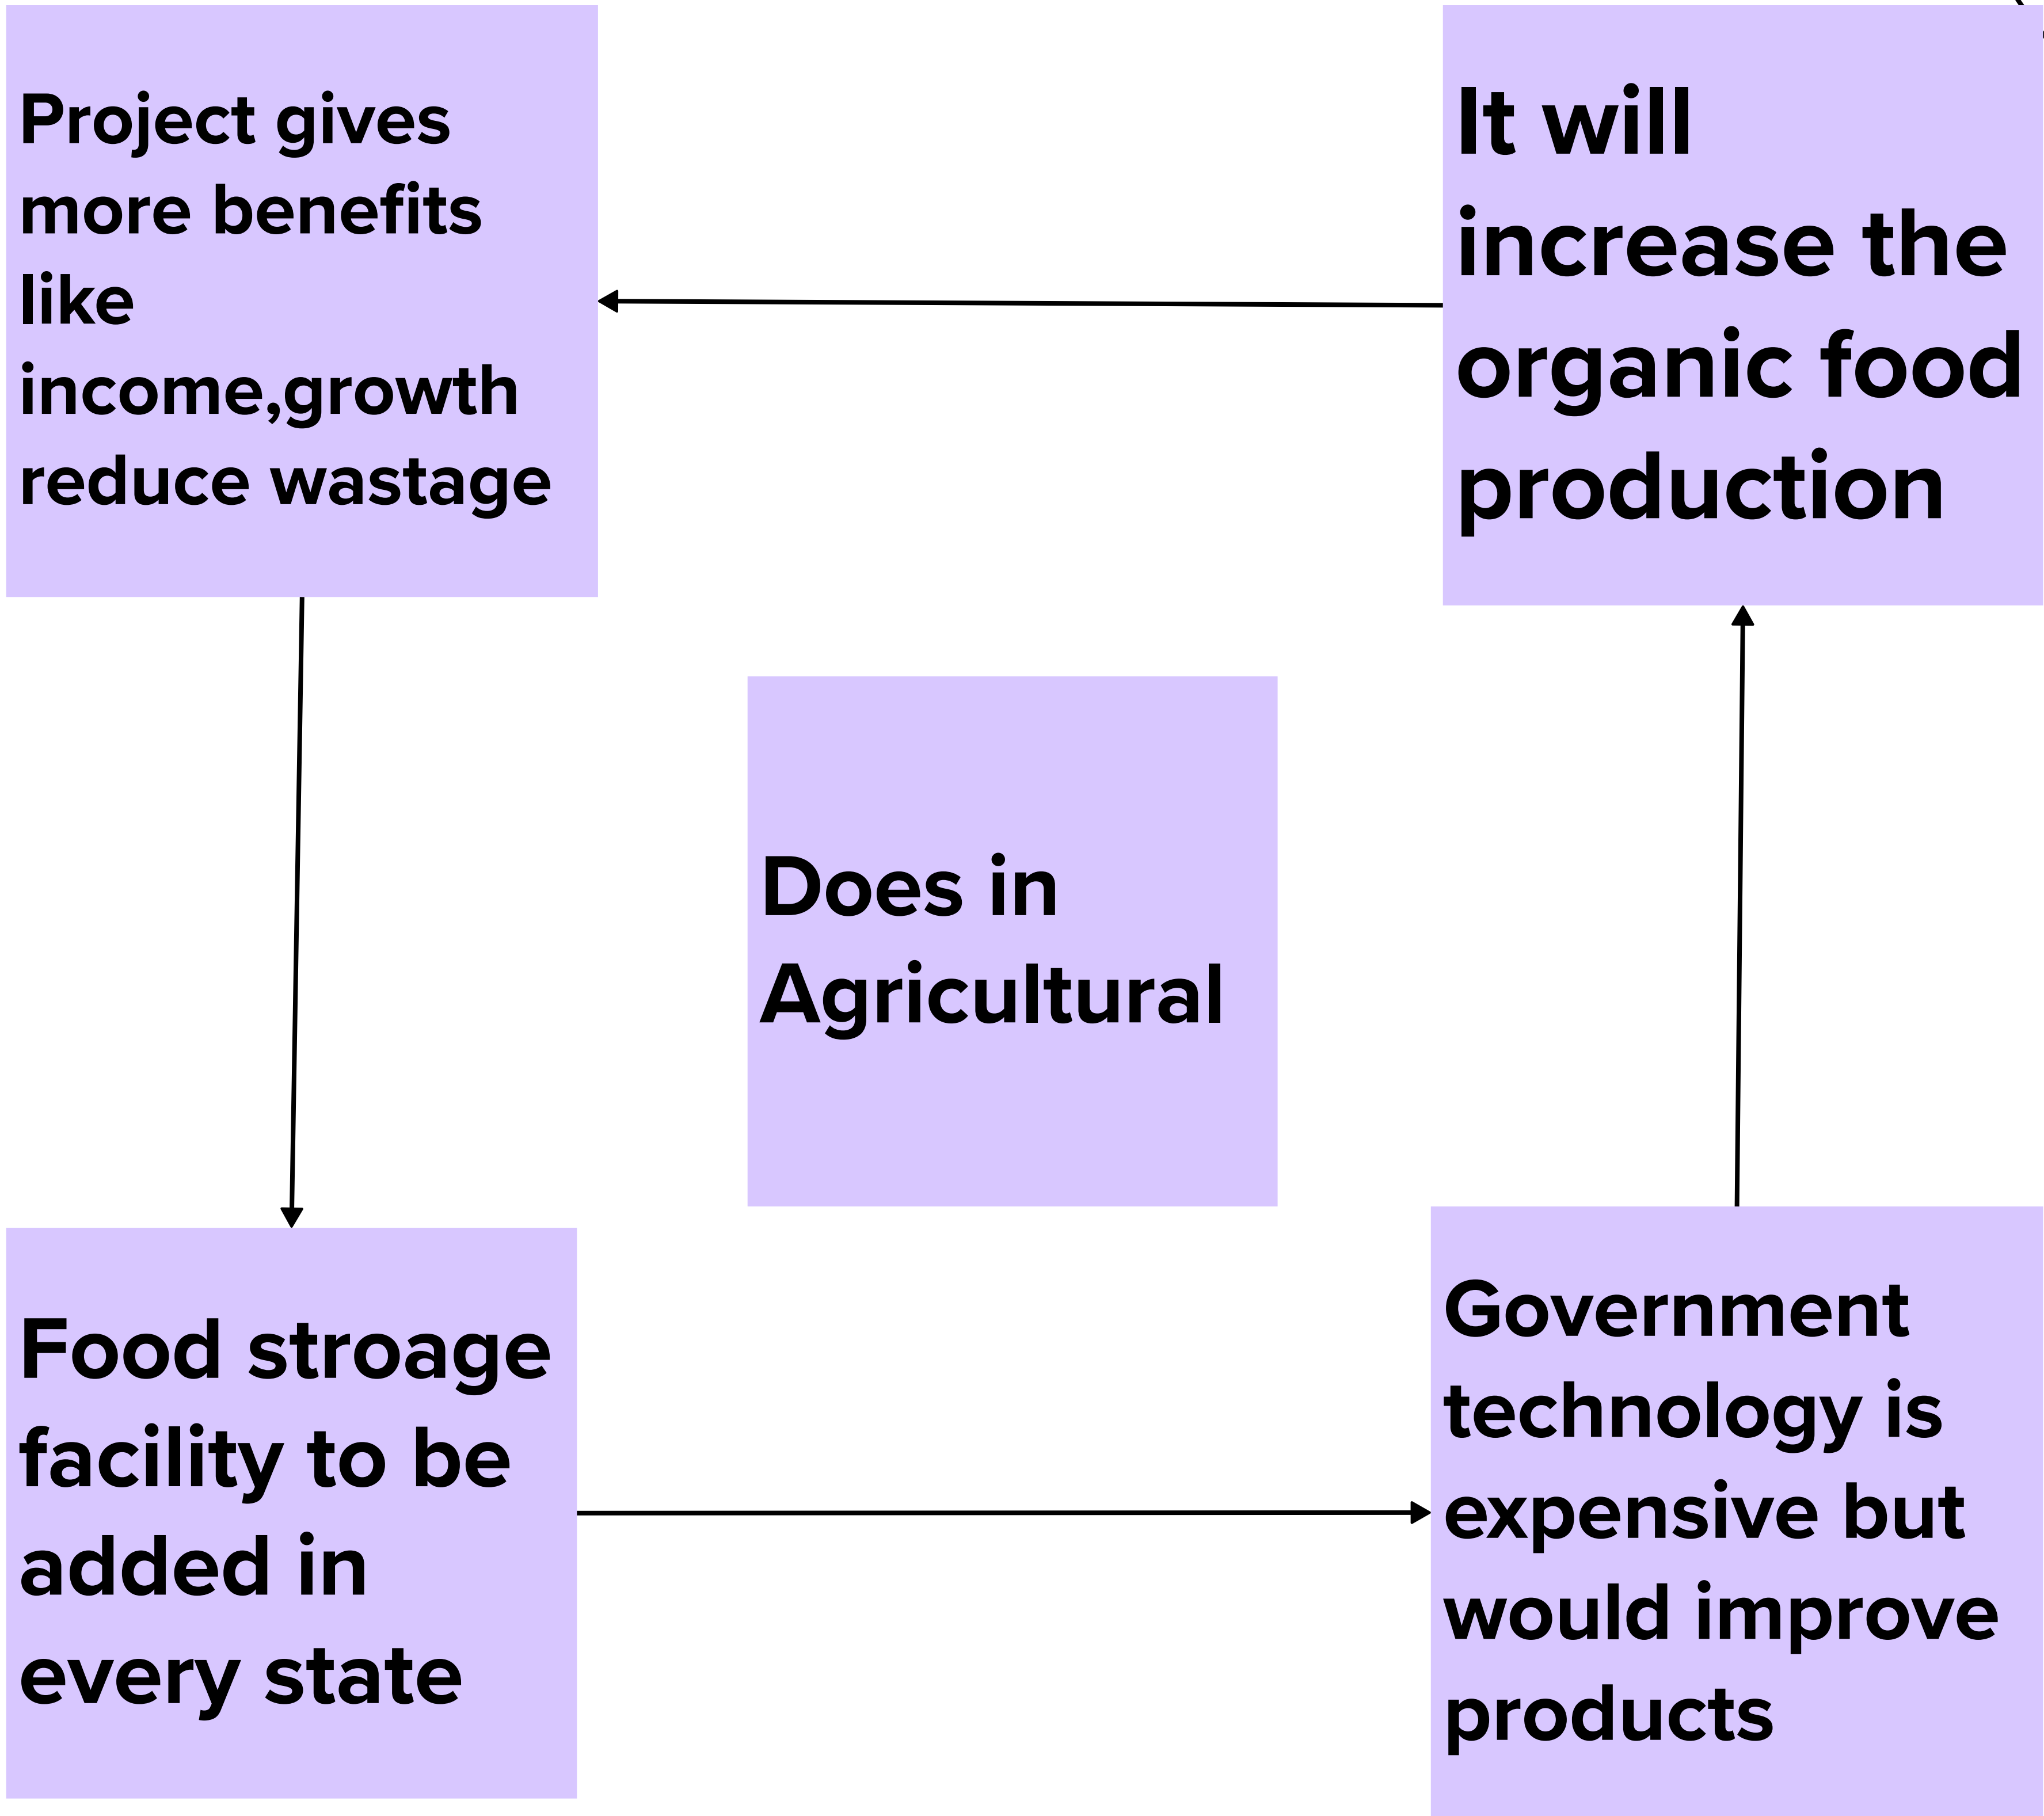 Project gives
more benefits
like
income,growth
reduce wastage
It will
increase the
organic food
production
Does in
Agricultural
Food stroage
facility to be
added in
every state
Government
technology is
expensive but
would improve
products